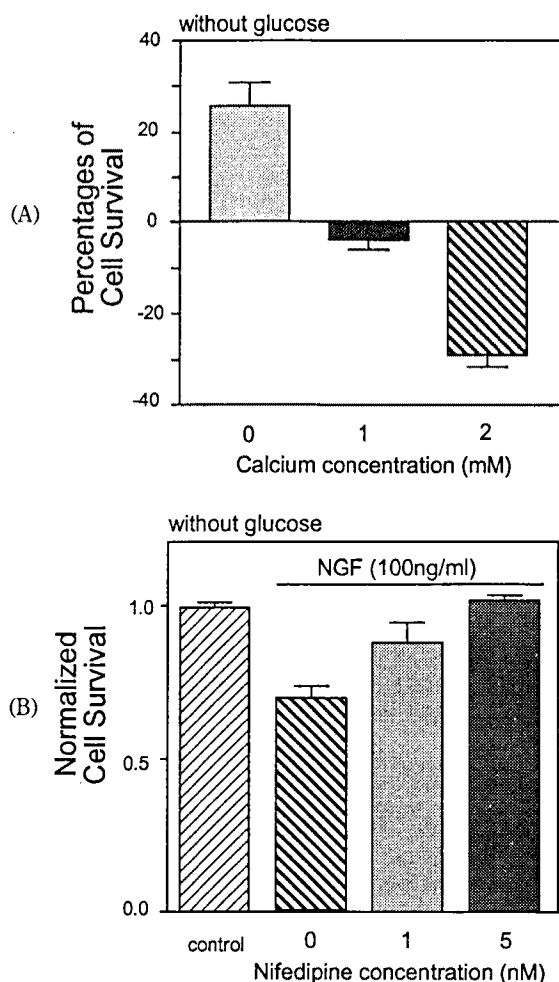 without glucose
40
20
0
-20
-40
(A)
Percentages of
Cell Survival
0 1 2
Calcium concentration (mM)
without glucose
NGF (100ng/ml)
1.0
0.5
0.0
(B)
Normalized
Cell Survival
control 0 1 5
Nifedipine concentration (nM)